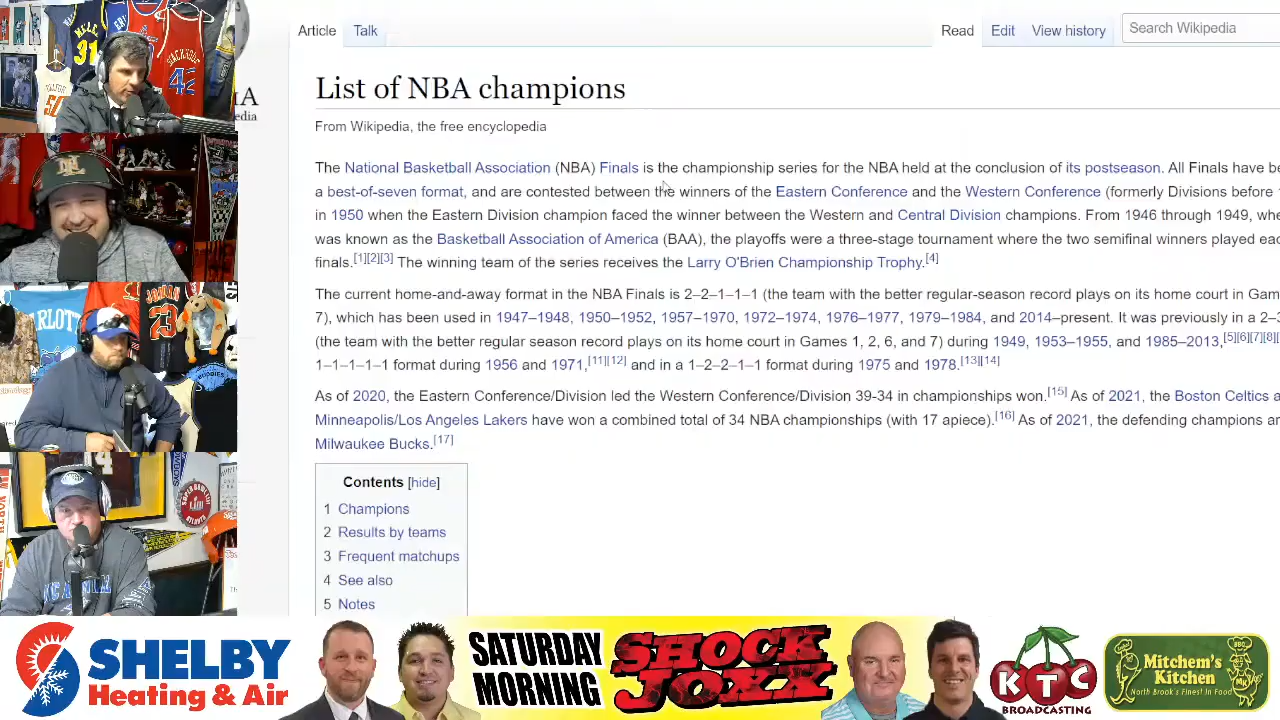 Article Talk Read Edit View history Search Wikipedia
List of NBA champions
From Wikipedia, the free encyclopedia
The National Basketball Association (NBA) Finals is the championship series for the NBA held at the conclusion of its postseason. All Finals have be
a best-of-seven format, and are contested between the winners of the Eastern Conference and the Western Conference (formerly Divisions before
in 1950 when the Eastern Division champion faced the winner between the Western and Central Division champions. From 1946 through 1949, whe
was known as the Basketball Association of America (BAA), the playoffs were a three-stage tournament where the two semifinal winners played eac
finals.[1][2][3] The winning team of the series receives the Larry O'Brien Championship Trophy.[4]
The current home-and-away format in the NBA Finals is 2–2–1–1–1 (the team with the better regular-season record plays on its home court in Gam
7), which has been used in 1947–1948, 1950–1952, 1957–1970, 1972–1974, 1976–1977, 1979–1984, and 2014–present. It was previously in a 2–3
(the team with the better regular season record plays on its home court in Games 1, 2, 6, and 7) during 1949, 1953–1955, and 1985–2013,[5][6][7][8][
1–1–1–1–1 format during 1956 and 1971,[11][12] and in a 1–2–2–1–1 format during 1975 and 1978.[13][14]
As of 2020, the Eastern Conference/Division led the Western Conference/Division 39-34 in championships won.[15] As of 2021, the Boston Celtics a
Minneapolis/Los Angeles Lakers have won a combined total of 34 NBA championships (with 17 apiece).[16] As of 2021, the defending champions a
Milwaukee Bucks.[17]
Contents [hide]
1 Champions
2 Results by teams
3 Frequent matchups
4 See also
5 Notes
31
42
JORDAN
23
SHELBY
Heating & Air
SATURDAY
MORNING
SHOCK
JOXX
KTC
BROADCASTING
Mitchem's
Kitchen
North Brook's Finest in Food